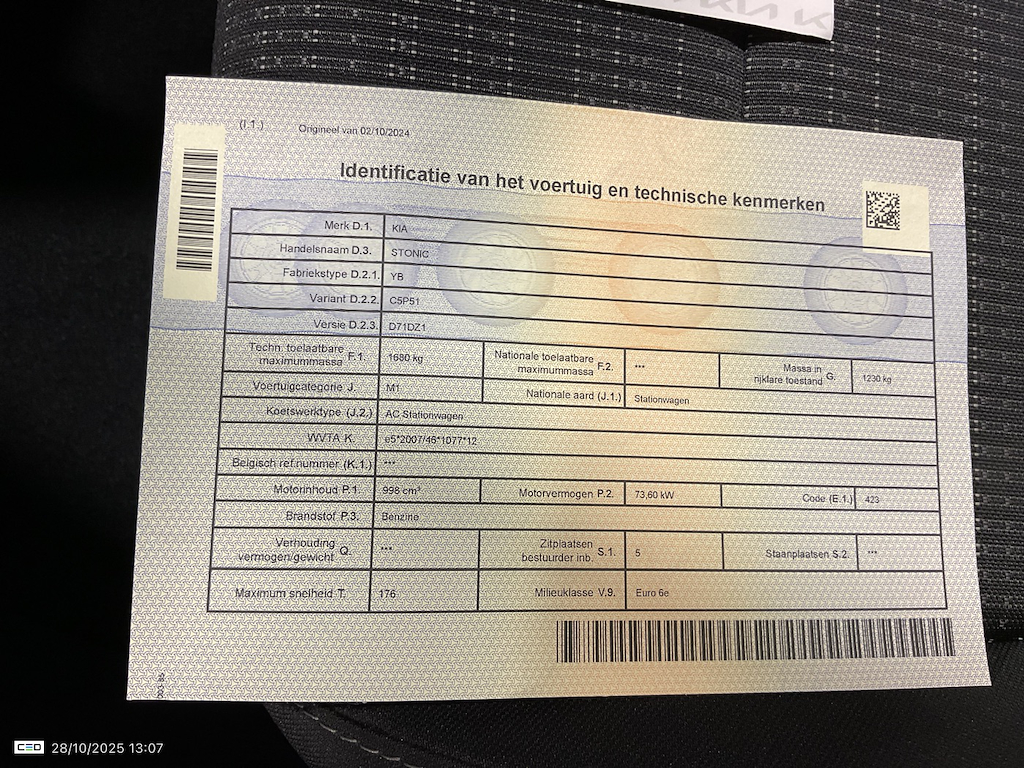 (I.1.) Origineel van 02/10/2024
Identificatie van het voertuig en technische kenmerken
Merk D.1. KIA
Handelsnaam D.3. STONIC
Fabriekstype D.2.1. YB
Variant D.2.2. C5P51
Versie D.2.3. D71DZ1
Techn. toelaatbare maximummassa F.1. 1680 kg Nationale toelaatbare maximummassa F.2. *** Massa in rijklare toestand G. 1230 kg
Voertuigcategorie J. M1 Nationale aard (J.1.) Stationwagen
Koetswerktype (J.2.) AC Stationwagen
WVTA K. e5*2007/46*1077*12
Belgisch ref.nummer (K.1.) ***
Motorinhoud P.1. 998 cm³ Motorvermogen P.2. 73,60 kW Code (E.1.) 423
Brandstof P.3. Benzine
Verhouding vermogen/gewicht Q. *** Zitplaatsen bestuurder inb. S.1. 5 Staanplaatsen S.2. ***
Maximum snelheid T. 176 Milieuklasse V.9. Euro 6e
CEO 28/10/2025 13:07